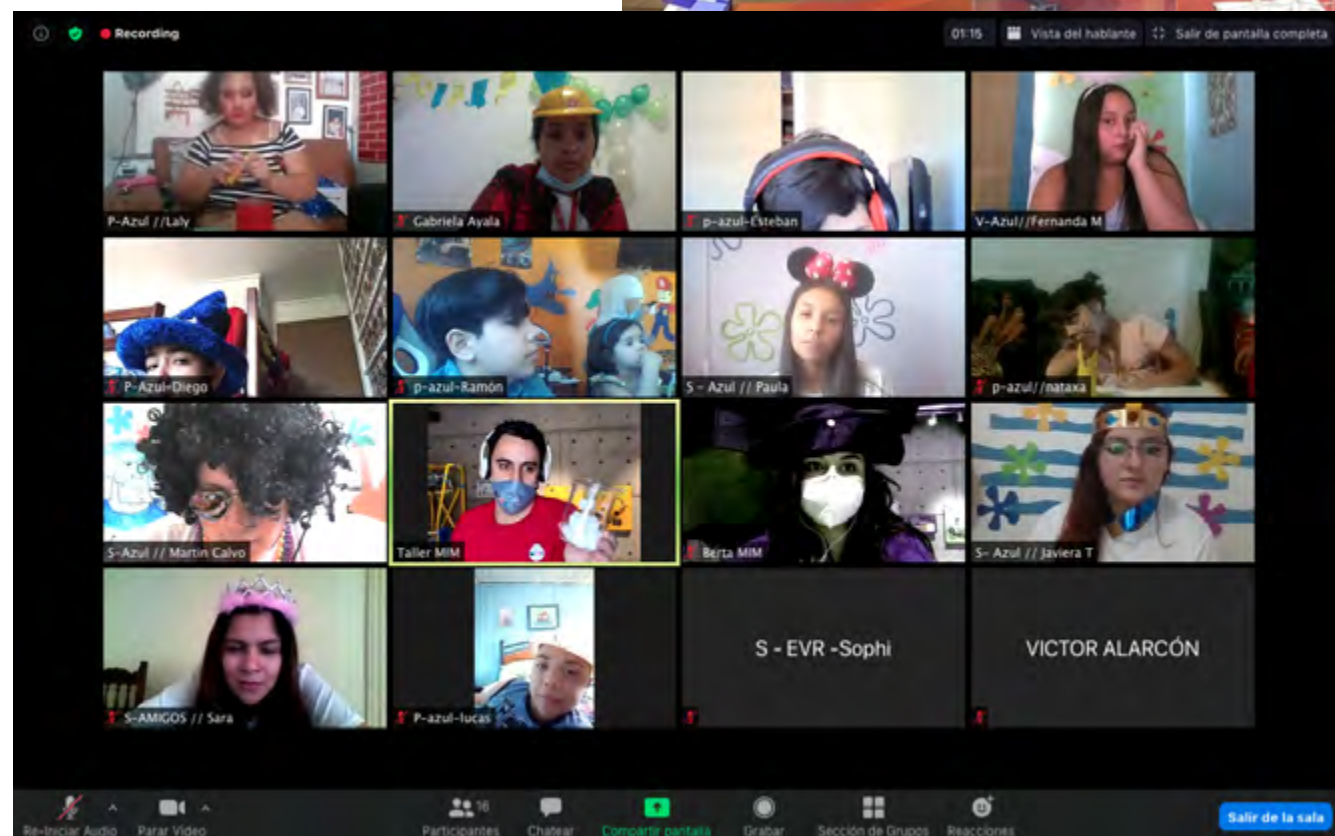 Recording
01:15
Vista del hablante
Salir de pantalla completa
P-Azul //Laly
Gabriela Ayala
p-azul-Esteban
V-Azul//Fernanda M
P-Azul-Diego
p-azul-Ramón
S - Azul // Paula
p-azul//nataxa
S-Azul // Martin Calvo
Taller MIM
Berta MIM
S- Azul // Javiera T
S-AMIGOS // Sara
P-azul-lucas
S - EVR -Sophi
VICTOR ALARCÓN
Re-Iniciar Audio
Parar Video
Participantes
16
Chatear
Compartir pantalla
Grabar
Sección de Grupos
Reacciones
Salir de la sala